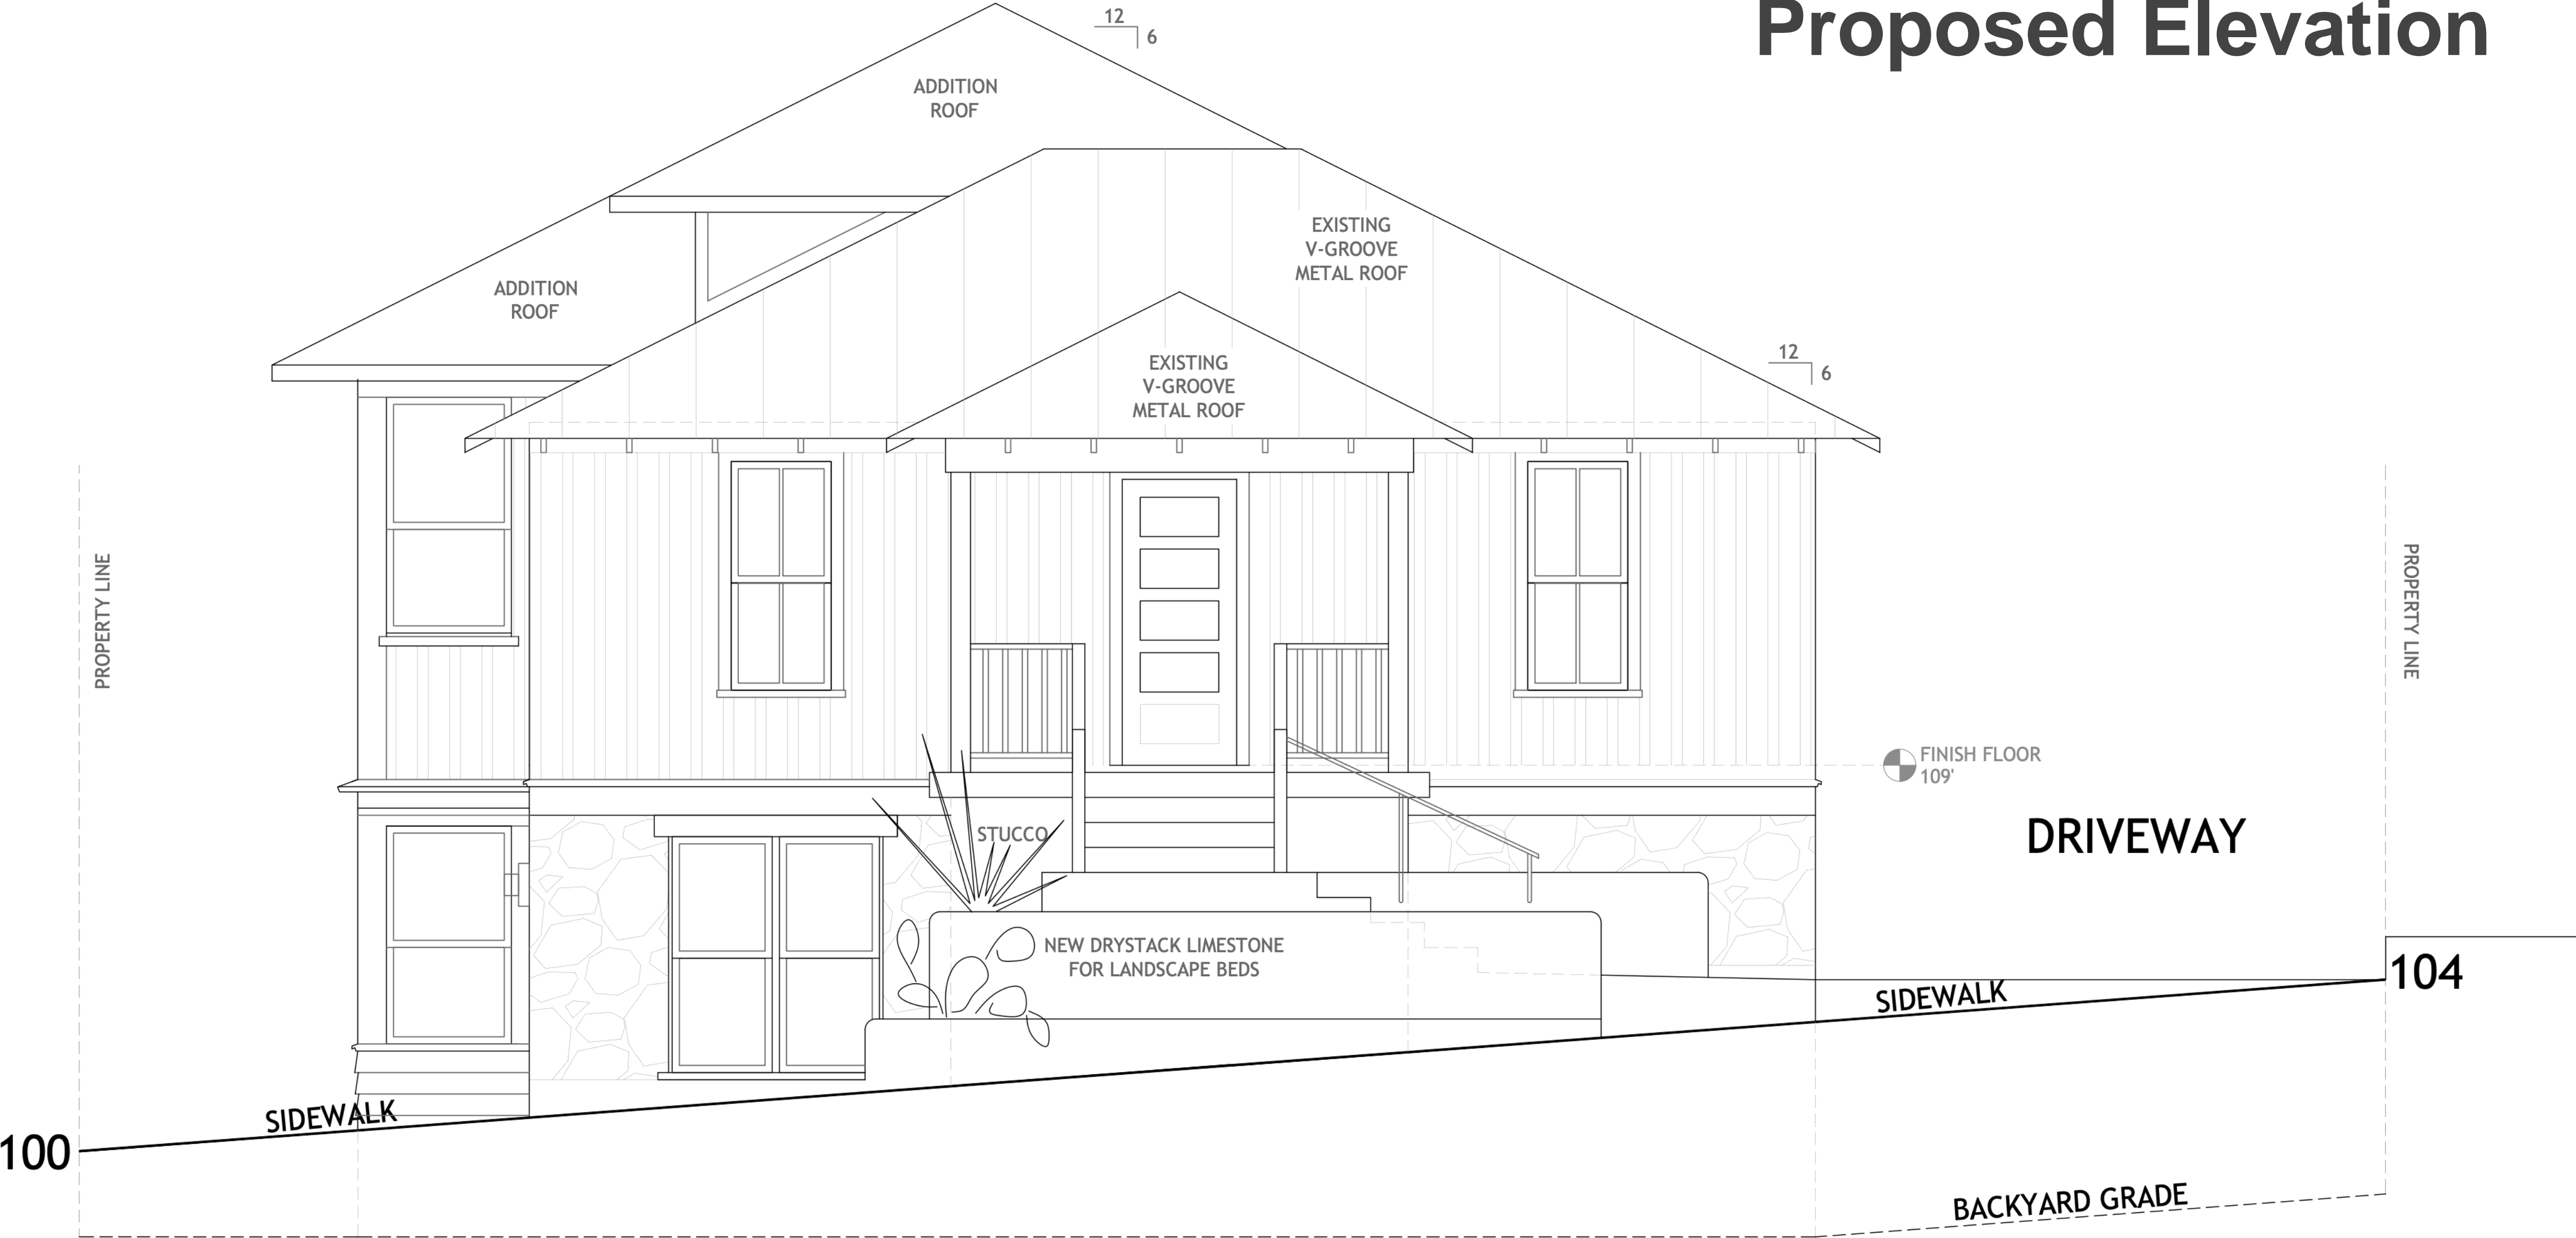 Proposed Elevation
12
6
ADDITION
ROOF
EXISTING
V-GROOVE
METAL ROOF
ADDITION
ROOF
12
6
EXISTING
V-GROOVE
METAL ROOF
PROPERTY LINE
PROPERTY LINE
FINISH FLOOR
109'
DRIVEWAY
STUCCO
NEW DRYSTACK LIMESTONE
FOR LANDSCAPE BEDS
104
SIDEWALK
SIDEWALK
100
BACKYARD GRADE